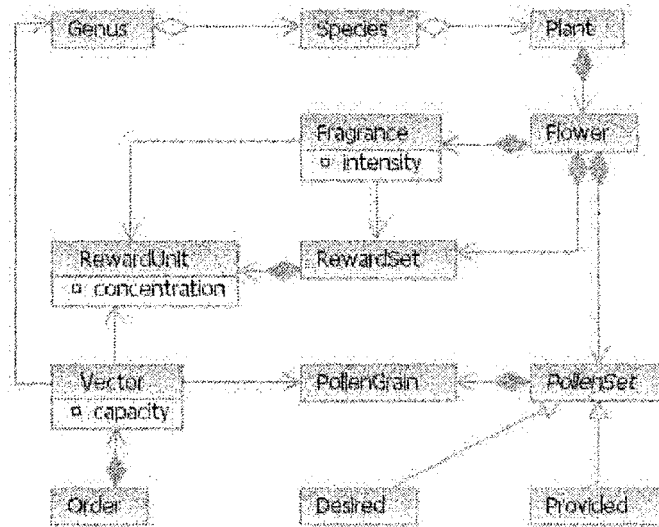 Genus
Species
Plant
Fragrance
intensity
Flower
RewardUnit
concentration
RewardSet
Vector
capacity
PollenGrain
PollenSet
Order
Desired
Provided